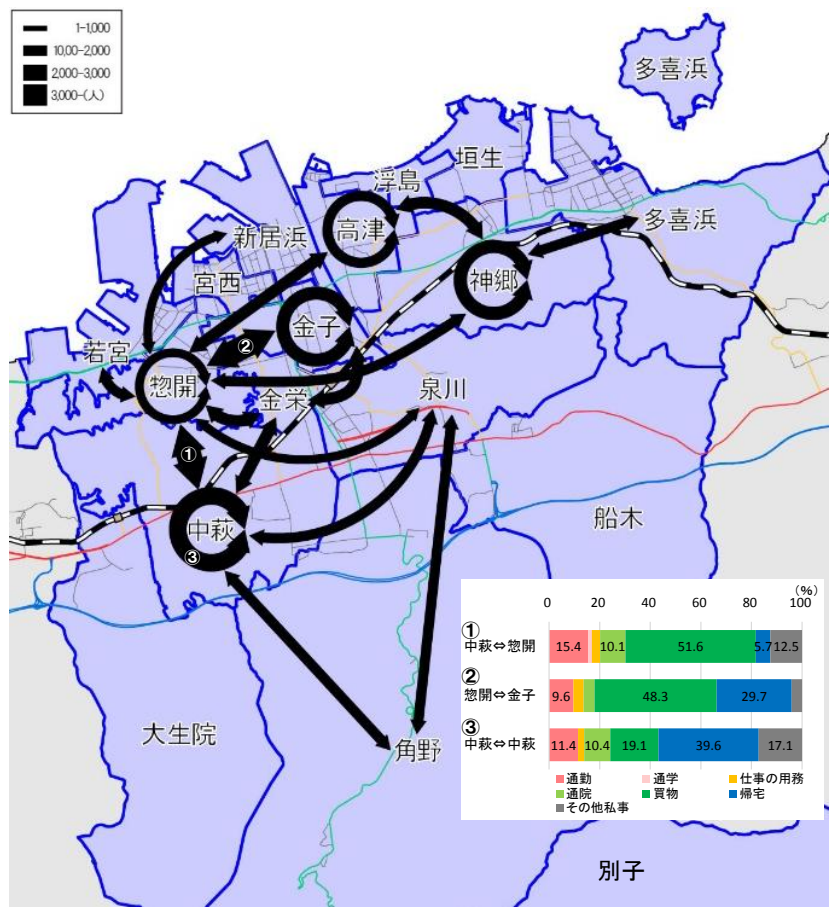 1-1,000
10,00-2,000
2,000-3,000
3,000-(人)
多喜浜
垣生
浮島
高津
新居浜
多喜浜
宮西
神郷
金子
②
若宮
惣開
金栄
泉川
①
中萩
③
船木
大生院
角野
別子
(%)
0 20 40 60 80 100
①
中萩⇔惣開
15.4 10.1 51.6 5.7 12.5
②
惣開⇔金子
9.6 48.3 29.7
③
中萩⇔中萩
11.4 10.4 19.1 39.6 17.1
通勤 通学 仕事の用務
通院 買物 帰宅
その他私事